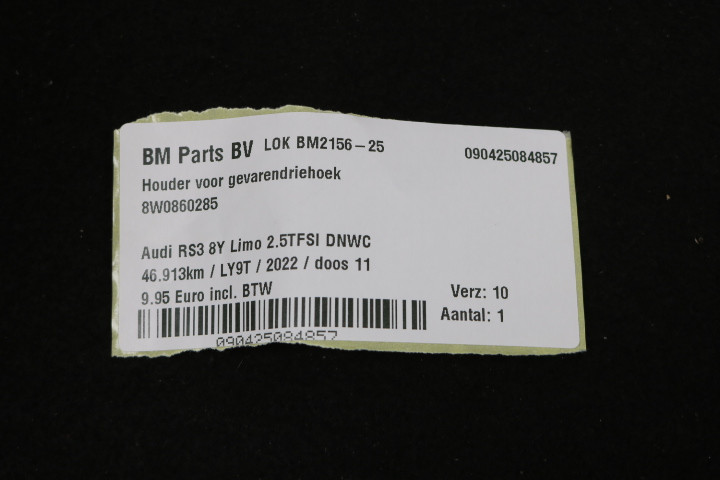 BM Parts BV LOK BM2156-25 090425084857
Houder voor gevarendriehoek
8W0860285
Audi RS3 8Y Limo 2.5TFSI DNWC
46.913km / LY9T / 2022 / doos 11
9.95 Euro incl. BTW Verz: 10
Aantal: 1
090425084857